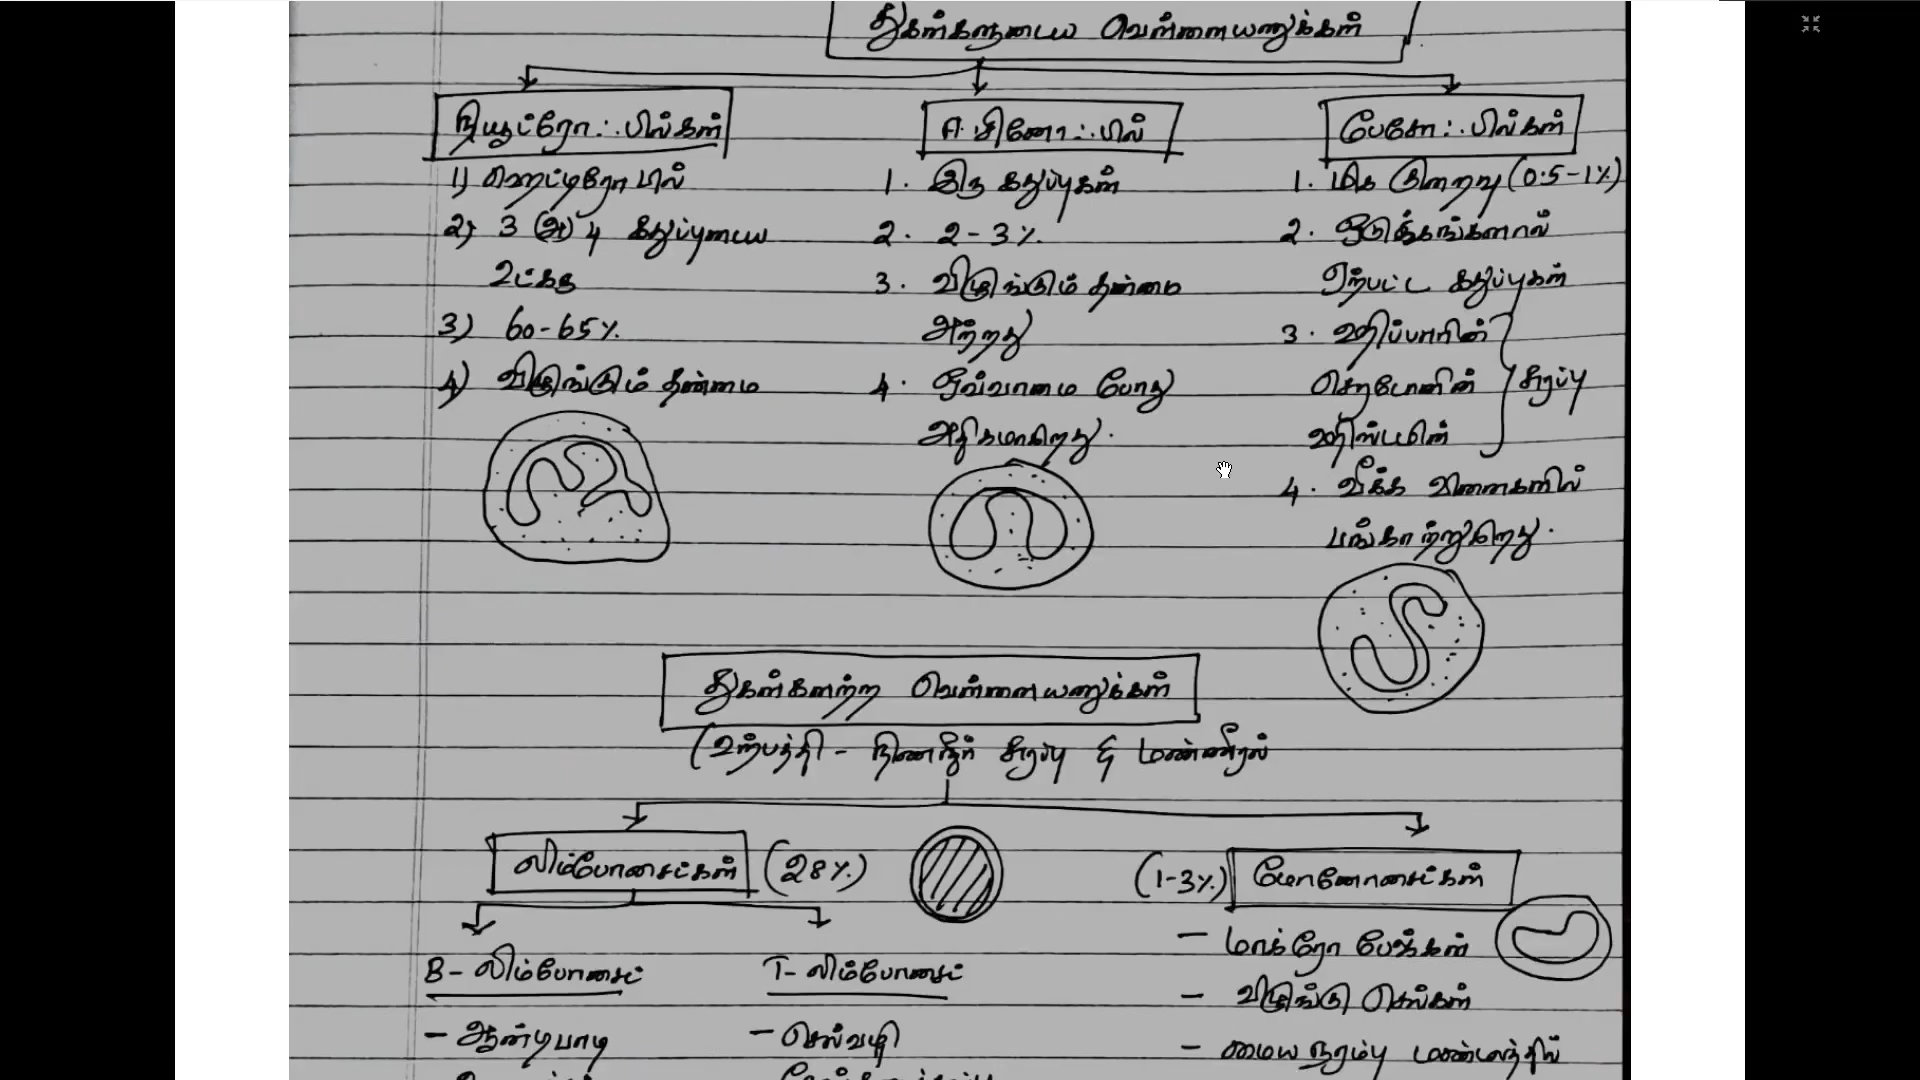 துகள்களுடைய வெள்ளையணுக்கள்
நியூட்ரோஃபில்கள்
1) ஹெட்டிரோபில்
2) 3 (அ) 4 கதுப்புடைய
உட்கரு
3) 60-65%
4) விழுங்கும் தன்மை
ஈசினோஃபில்
1. இரு கதுப்புகள்
2. 2-3%
3. விழுங்கும் தன்மை
அற்றது
4. ஒவ்வாமை போது
அதிகமாகிறது.
பேசோஃபில்கள்
1. மிக குறைவு (0.5-1%)
2. ஒடுக்கங்களால்
ஏற்பட்ட கதுப்புகள்
3. ஹிப்பாரின்
செரடோனின்
ஹிஸ்டமின்
சுரப்பு
4. வீக்க வினைகளில்
பங்காற்றுகிறது.
துகள்களற்ற வெள்ளையணுக்கள்
(உற்பத்தி - நிணநீர் சுரப்பு & மண்ணீரல்
லிம்போசைட்கள் (28%)
B- லிம்போசைட்
- ஆன்டிபாடி
T- லிம்போசைட்
- செல்வழி
(1-3%) மோனோசைட்கள்
- மாக்ரோ பேஜ்கள்
- விழுங்கு செல்கள்
- மைய நரம்பு மண்டலத்தில்